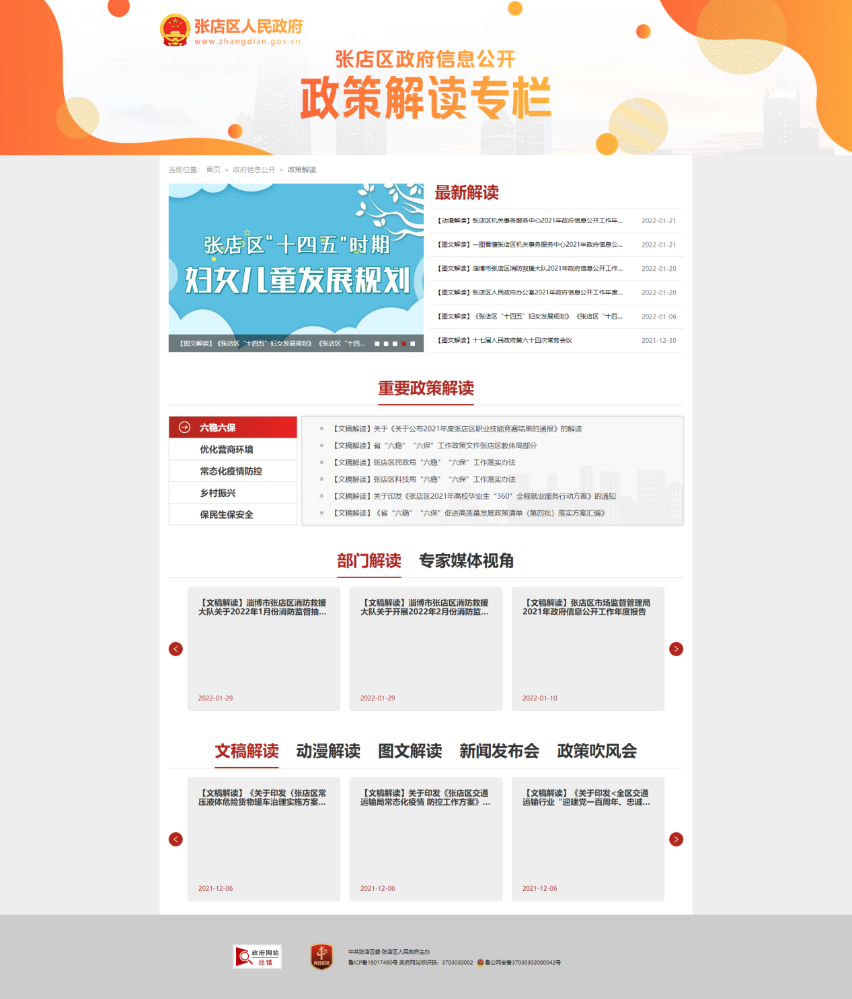 张店区人民政府
www.zhangdian.gov.cn
张店区政府信息公开
政策解读专栏
当前位置： 首页 > 政府信息公开 > 政策解读
张店区“十四五”时期
妇女儿童发展规划
【图文解读】《张店区“十四五”妇女发展规划》《张店区“十四...
最新解读
【动漫解读】张店区机关事务服务中心2021年政府信息公开工作年... 2022-01-21
【图文解读】一图看懂张店区机关事务服务中心2021年政府信息公... 2022-01-21
【图文解读】淄博市张店区消防救援大队2021年政府信息公开工作... 2022-01-20
【图文解读】张店区人民政府办公室2021年政府信息公开工作年度... 2022-01-20
【图文解读】《张店区“十四五”妇女发展规划》《张店区“十四... 2022-01-06
【图文解读】十七届人民政府第六十四次常务会议 2021-12-30
重要政策解读
六稳六保
优化营商环境
常态化疫情防控
乡村振兴
保民生保安全
【文稿解读】关于《关于公布2021年度张店区职业技能竞赛结果的通报》的解读
【文稿解读】省“六稳”“六保”工作政策文件张店区教体局部分
【文稿解读】张店区民政局“六稳”“六保”工作落实办法
【文稿解读】张店区科技局“六稳”“六保”工作落实办法
【文稿解读】关于印发《张店区2021年高校毕业生“360”全程就业服务行动方案》的通知
【文稿解读】《省“六稳”“六保”促进高质量发展政策清单（第四批）落实方案汇编》
部门解读 专家媒体视角
【文稿解读】淄博市张店区消防救援
大队关于2022年1月份消防监督抽...
2022-01-29
【文稿解读】淄博市张店区消防救援
大队关于开展2022年2月份消防监...
2022-01-29
【文稿解读】张店区市场监督管理局
2021年政府信息公开工作年度报告
2022-01-10
文稿解读 动漫解读 图文解读 新闻发布会 政策吹风会
【文稿解读】《关于印发〈张店区常
压液体危险货物罐车治理实施方案...
2021-12-06
【文稿解读】关于印发《张店区交通
运输局常态化疫情 防控工作方案》...
2021-12-06
【文稿解读】《关于印发<全区交通
运输行业“迎建党一百周年、忠诚...
2021-12-06
政府网站
找错
党政机关
中共张店区委 张店区人民政府主办
鲁ICP备19017460号 政府网站标识码：3703030002 鲁公网安备37030302000042号